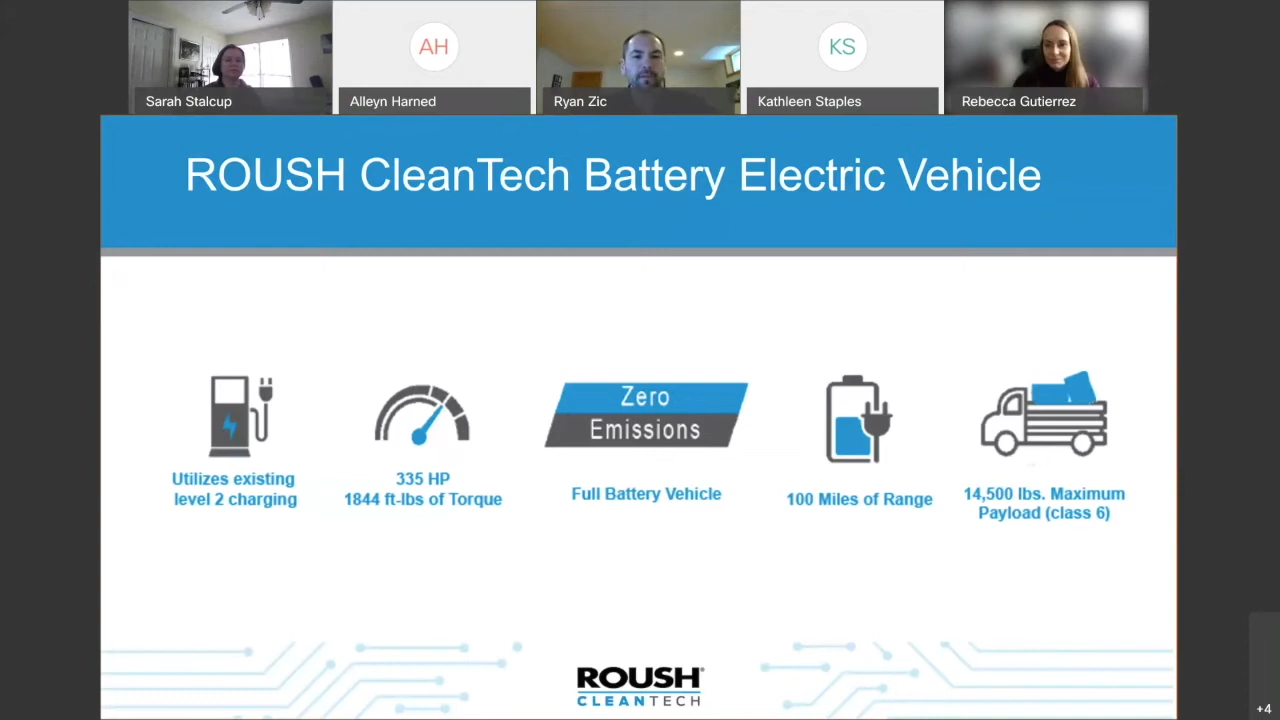 AH
KS
Sarah Stalcup
Alleyn Harned
Ryan Zic
Kathleen Staples
Rebecca Gutierrez
ROUSH CleanTech Battery Electric Vehicle
Utilizes existing
level 2 charging
335 HP
1844 ft-lbs of Torque
Zero
Emissions
Full Battery Vehicle
100 Miles of Range
14,500 lbs. Maximum
Payload (class 6)
ROUSH®
CLEANTECH
+4